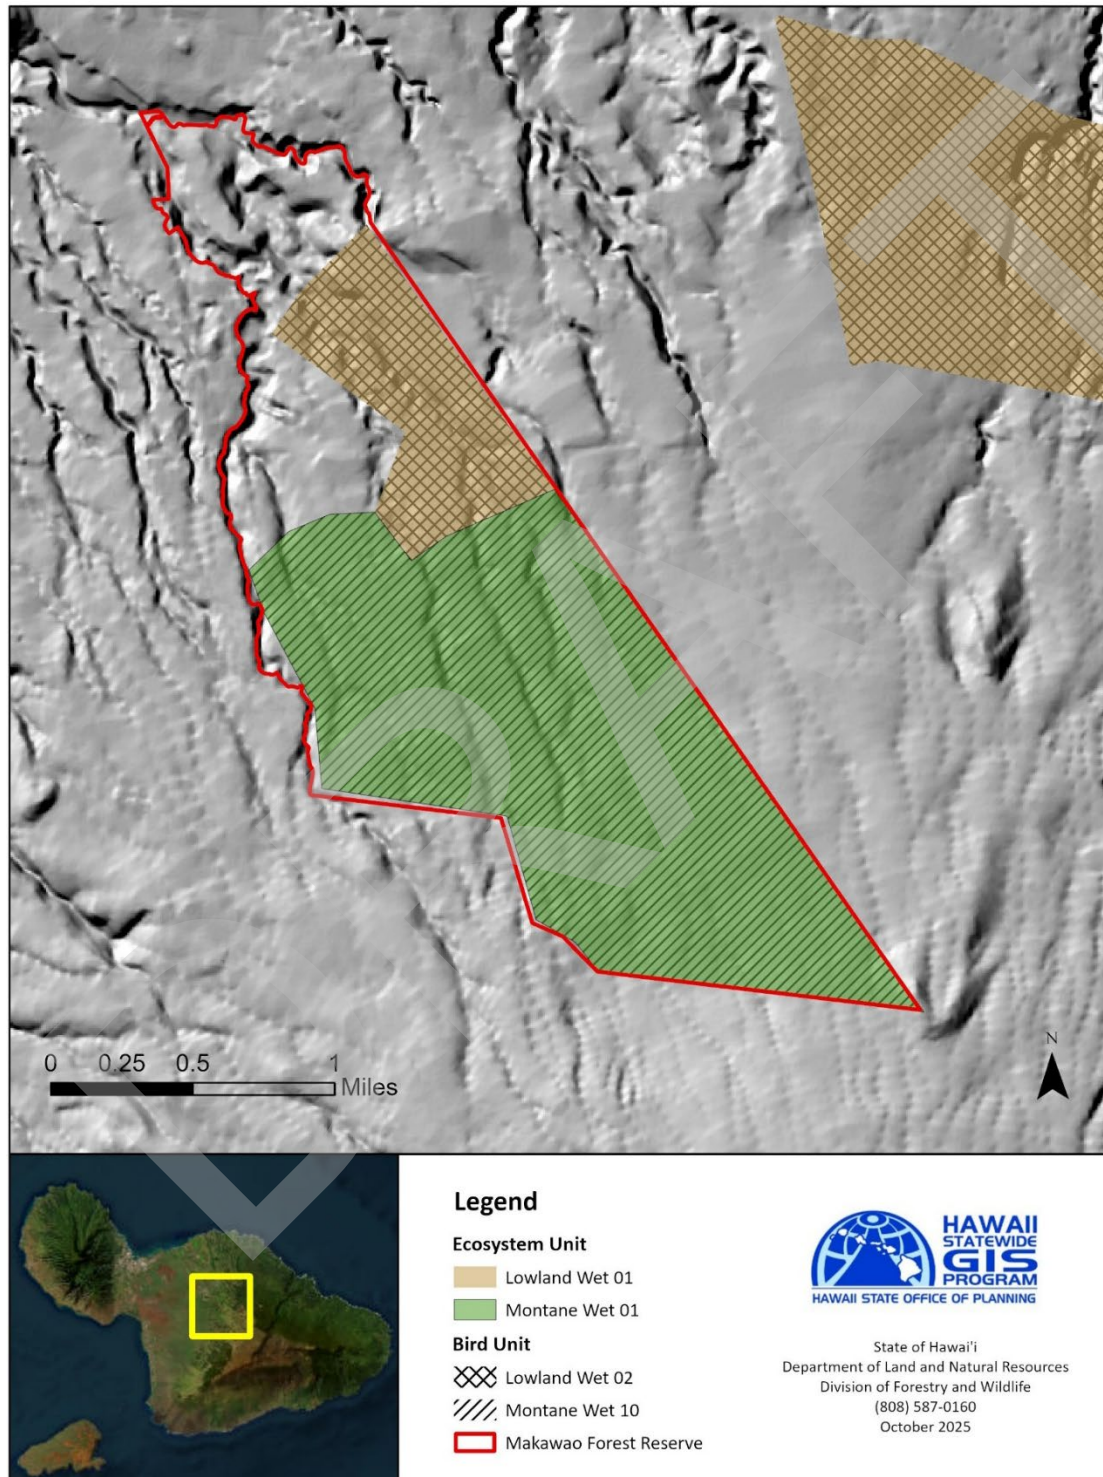 DRAFT
N
0 0.25 0.5 1
Miles
Legend
Ecosystem Unit
Lowland Wet 01
Montane Wet 01
Bird Unit
Lowland Wet 02
Montane Wet 10
Makawao Forest Reserve
HAWAII
STATEWIDE
GIS
PROGRAM
HAWAII STATE OFFICE OF PLANNING
State of Hawai'i
Department of Land and Natural Resources
Division of Forestry and Wildlife
(808) 587-0160
October 2025